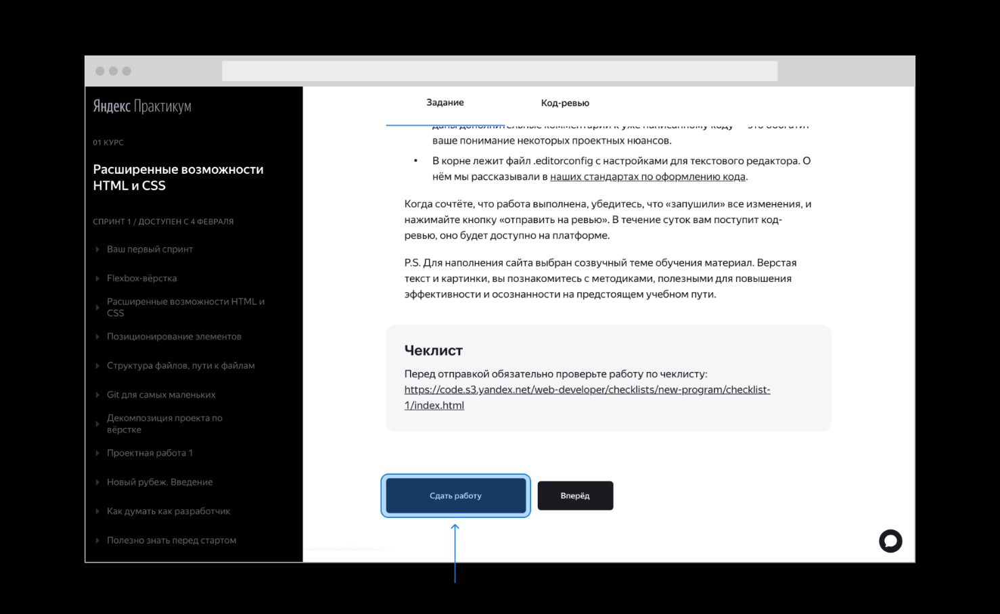 Яндекс Практикум
01 КУРС
Расширенные возможности
HTML и CSS
СПРИНТ 1 / ДОСТУПЕН С 4 ФЕВРАЛЯ
Ваш первый спринт
Flexbox-вёрстка
Расширенные возможности HTML и
CSS
Позиционирование элементов
Структура файлов, пути к файлам
Git для самых маленьких
Декомпозиция проекта по
вёрстке
Проектная работа 1
Новый рубеж. Введение
Как думать как разработчик
Полезно знать перед стартом
Задание
Код-ревью
даны дополнительные комментарии к уже написанному коду — это обогатит
ваше понимание некоторых проектных нюансов.
• В корне лежит файл .editorconfig с настройками для текстового редактора. О
нём мы рассказывали в наших стандартах по оформлению кода.
Когда сочтёте, что работа выполнена, убедитесь, что «запушили» все изменения, и
нажимайте кнопку «отправить на ревью». В течение суток вам поступит код-
ревью, оно будет доступно на платформе.
P.S. Для наполнения сайта выбран созвучный теме обучения материал. Верстая
текст и картинки, вы познакомитесь с методиками, полезными для повышения
эффективности и осознанности на предстоящем учебном пути.
Чеклист
Перед отправкой обязательно проверьте работу по чеклисту:
https://code.s3.yandex.net/web-developer/checklists/new-program/checklist-
1/index.html
Сдать работу
Вперёд